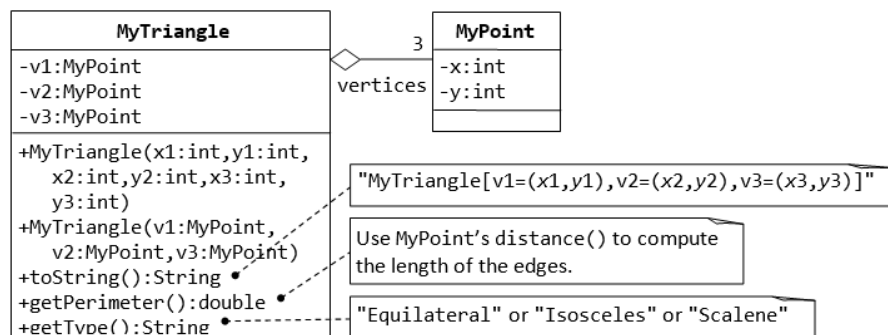 MyTriangle
-v1:MyPoint
-v2:MyPoint
-v3:MyPoint
+MyTriangle(x1:int,y1:int,
x2:int,y2:int,x3:int,
y3:int)
+MyTriangle(v1:MyPoint,
v2:MyPoint,v3:MyPoint)
+toString():String
+getPerimeter():double
+getType():String
3
vertices
MyPoint
-x:int
-y:int
"MyTriangle[v1=(x1,y1),v2=(x2,y2),v3=(x3,y3)]"
Use MyPoint's distance() to compute
the length of the edges.
"Equilateral" or "Isosceles" or "Scalene"